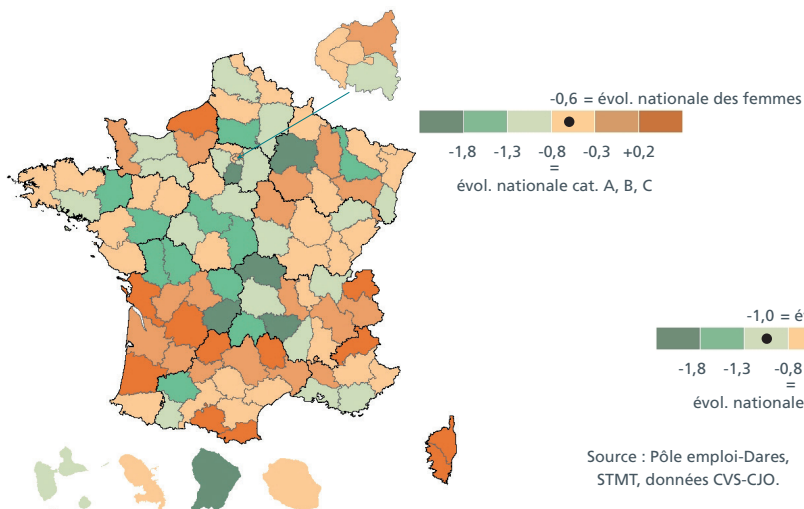 -0,6 = évol. nationale des femmes
-1,8 -1,3 -0,8 -0,3 +0,2
=
évol. nationale cat. A, B, C
-1,0 = é
-1,8 -1,3 -0,8
=
évol. nationale
Source : Pôle emploi-Dares,
STMT, données CVS-CJO.